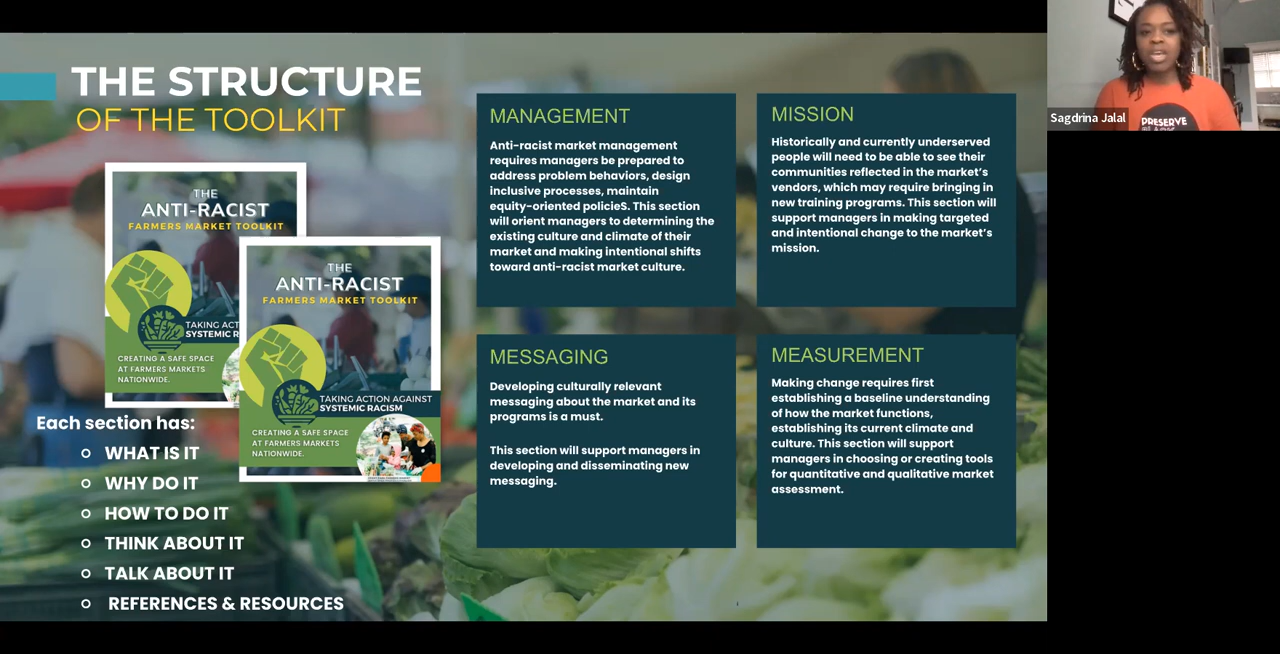 THE STRUCTURE
OF THE TOOLKIT
THE
ANTI-RACIST
FARMERS MARKET TOOLKIT
TAKING ACT
SYSTEMIC R
CREATING A SAFE SPACE
AT FARMERS MARKETS
NATIONWIDE.
THE
ANTI-RACIST
FARMERS MARKET TOOLKIT
TAKING ACTION AGAINST
SYSTEMIC RACISM
CREATING A SAFE SPACE
AT FARMERS MARKETS
NATIONWIDE.
Each section has:
WHAT IS IT
WHY DO IT
HOW TO DO IT
THINK ABOUT IT
TALK ABOUT IT
REFERENCES & RESOURCES
MANAGEMENT
Anti-racist market management
requires managers be prepared to
address problem behaviors, design
inclusive processes, maintain
equity-oriented policieS. This section
will orient managers to determining the
existing culture and climate of their
market and making intentional shifts
toward anti-racist market culture.
MISSION
Historically and currently underserved
people will need to be able to see their
communities reflected in the market's
vendors, which may require bringing in
new training programs. This section will
support managers in making targeted
and intentional change to the market's
mission.
MESSAGING
Developing culturally relevant
messaging about the market and its
programs is a must.
This section will support managers in
developing and disseminating new
messaging.
MEASUREMENT
Making change requires first
establishing a baseline understanding
of how the market functions,
establishing its current climate and
culture. This section will support
managers in choosing or creating tools
for quantitative and qualitative market
assessment.
PRESERVE
BLACK
Sagdrina Jalal